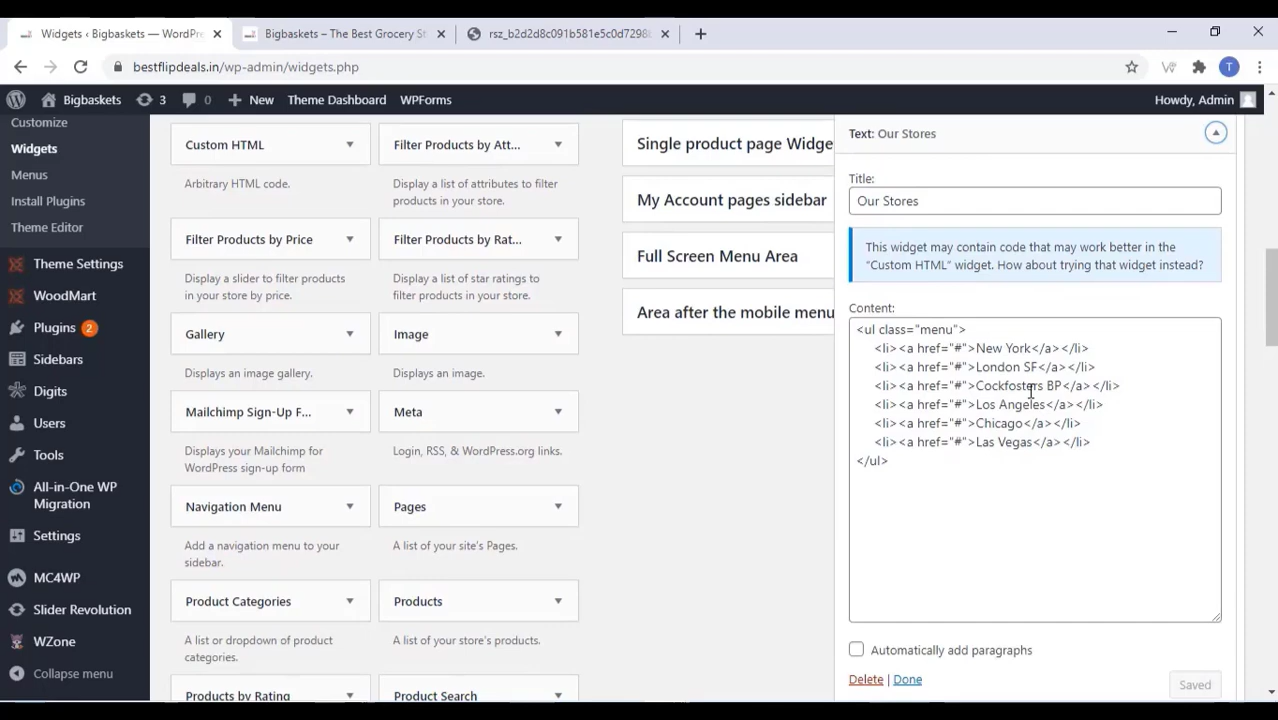 Widgets ‹ Bigbaskets — WordPre
Bigbaskets – The Best Grocery St
rsz_b2d2d8c091b581e5c0d7298b
bestflipdeals.in/wp-admin/widgets.php
T
Bigbaskets
3
0
New
Theme Dashboard
WPForms
Howdy, Admin
Customize
Widgets
Menus
Install Plugins
Theme Editor
Theme Settings
WoodMart
Plugins 2
Sidebars
Digits
Users
Tools
All-in-One WP
Migration
Settings
MC4WP
Slider Revolution
WZone
Collapse menu
Custom HTML
Arbitrary HTML code.
Filter Products by Att...
Display a list of attributes to filter
products in your store.
Filter Products by Price
Display a slider to filter products
in your store by price.
Filter Products by Rat...
Display a list of star ratings to
filter products in your store.
Gallery
Displays an image gallery.
Image
Displays an image.
Mailchimp Sign-Up F...
Displays your Mailchimp for
WordPress sign-up form
Meta
Login, RSS, & WordPress.org links.
Navigation Menu
Add a navigation menu to your
sidebar.
Pages
A list of your site's Pages.
Product Categories
A list or dropdown of product
categories.
Products
A list of your store's products.
Products by Rating
Product Search
Single product page Widge
My Account pages sidebar
Full Screen Menu Area
Area after the mobile menu
Text: Our Stores
Title:
Our Stores
This widget may contain code that may work better in the
“Custom HTML” widget. How about trying that widget instead?
Content:
<ul class="menu">
<li><a href="#">New York</a></li>
<li><a href="#">London SF</a></li>
<li><a href="#">Cockfosters BP</a></li>
<li><a href="#">Los Angeles</a></li>
<li><a href="#">Chicago</a></li>
<li><a href="#">Las Vegas</a></li>
</ul>
Automatically add paragraphs
Delete | Done
Saved